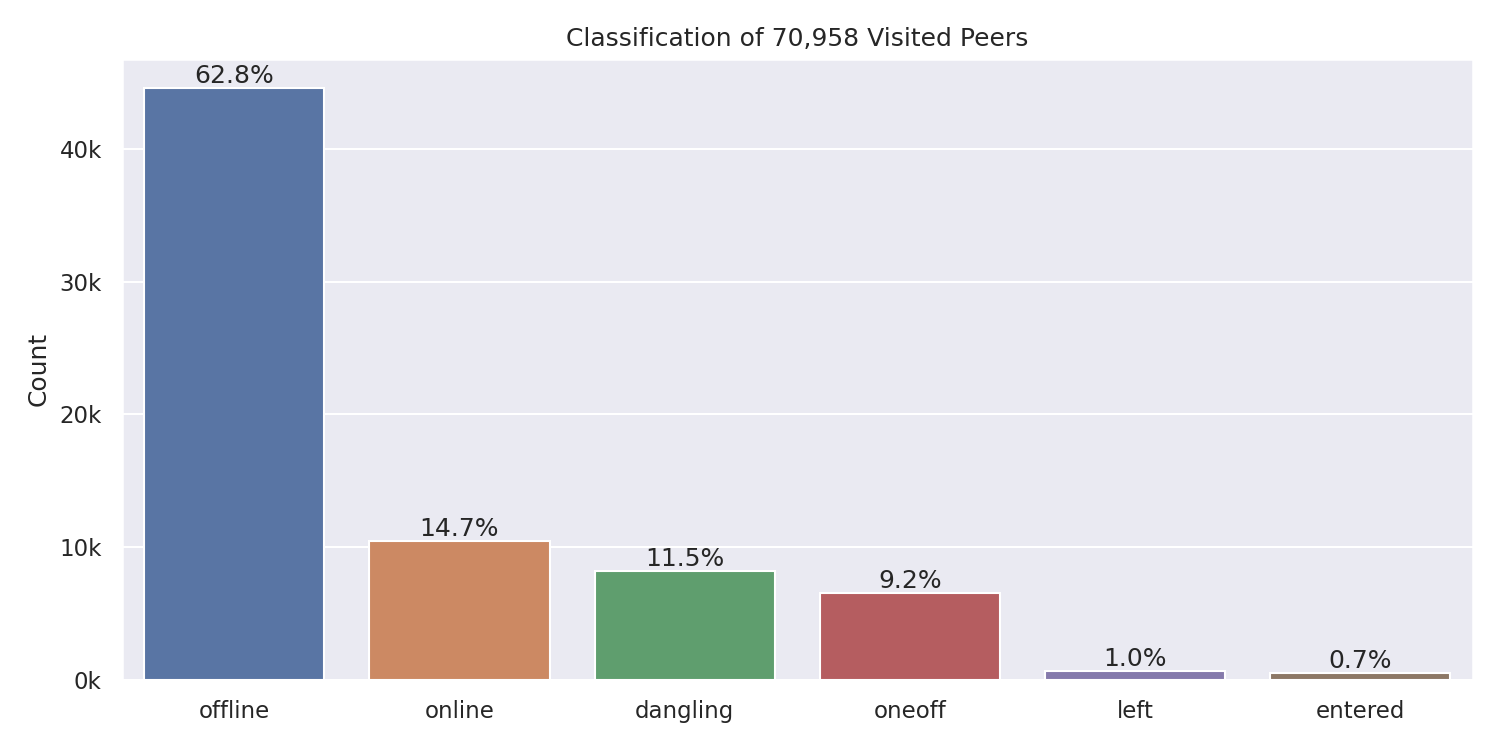 Classification of 70,958 Visited Peers
62.8%
40k
30k
Count
20k
14.7%
11.5%
10k
9.2%
1.0%
0.7%
0k
offline
online
dangling
oneoff
left
entered